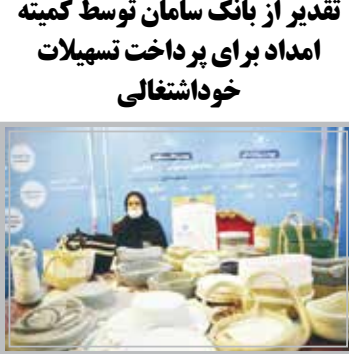 تقدیر از بانک سامان توسط کمیته
امداد برای پرداخت تسهیلات
خوداشتغالی